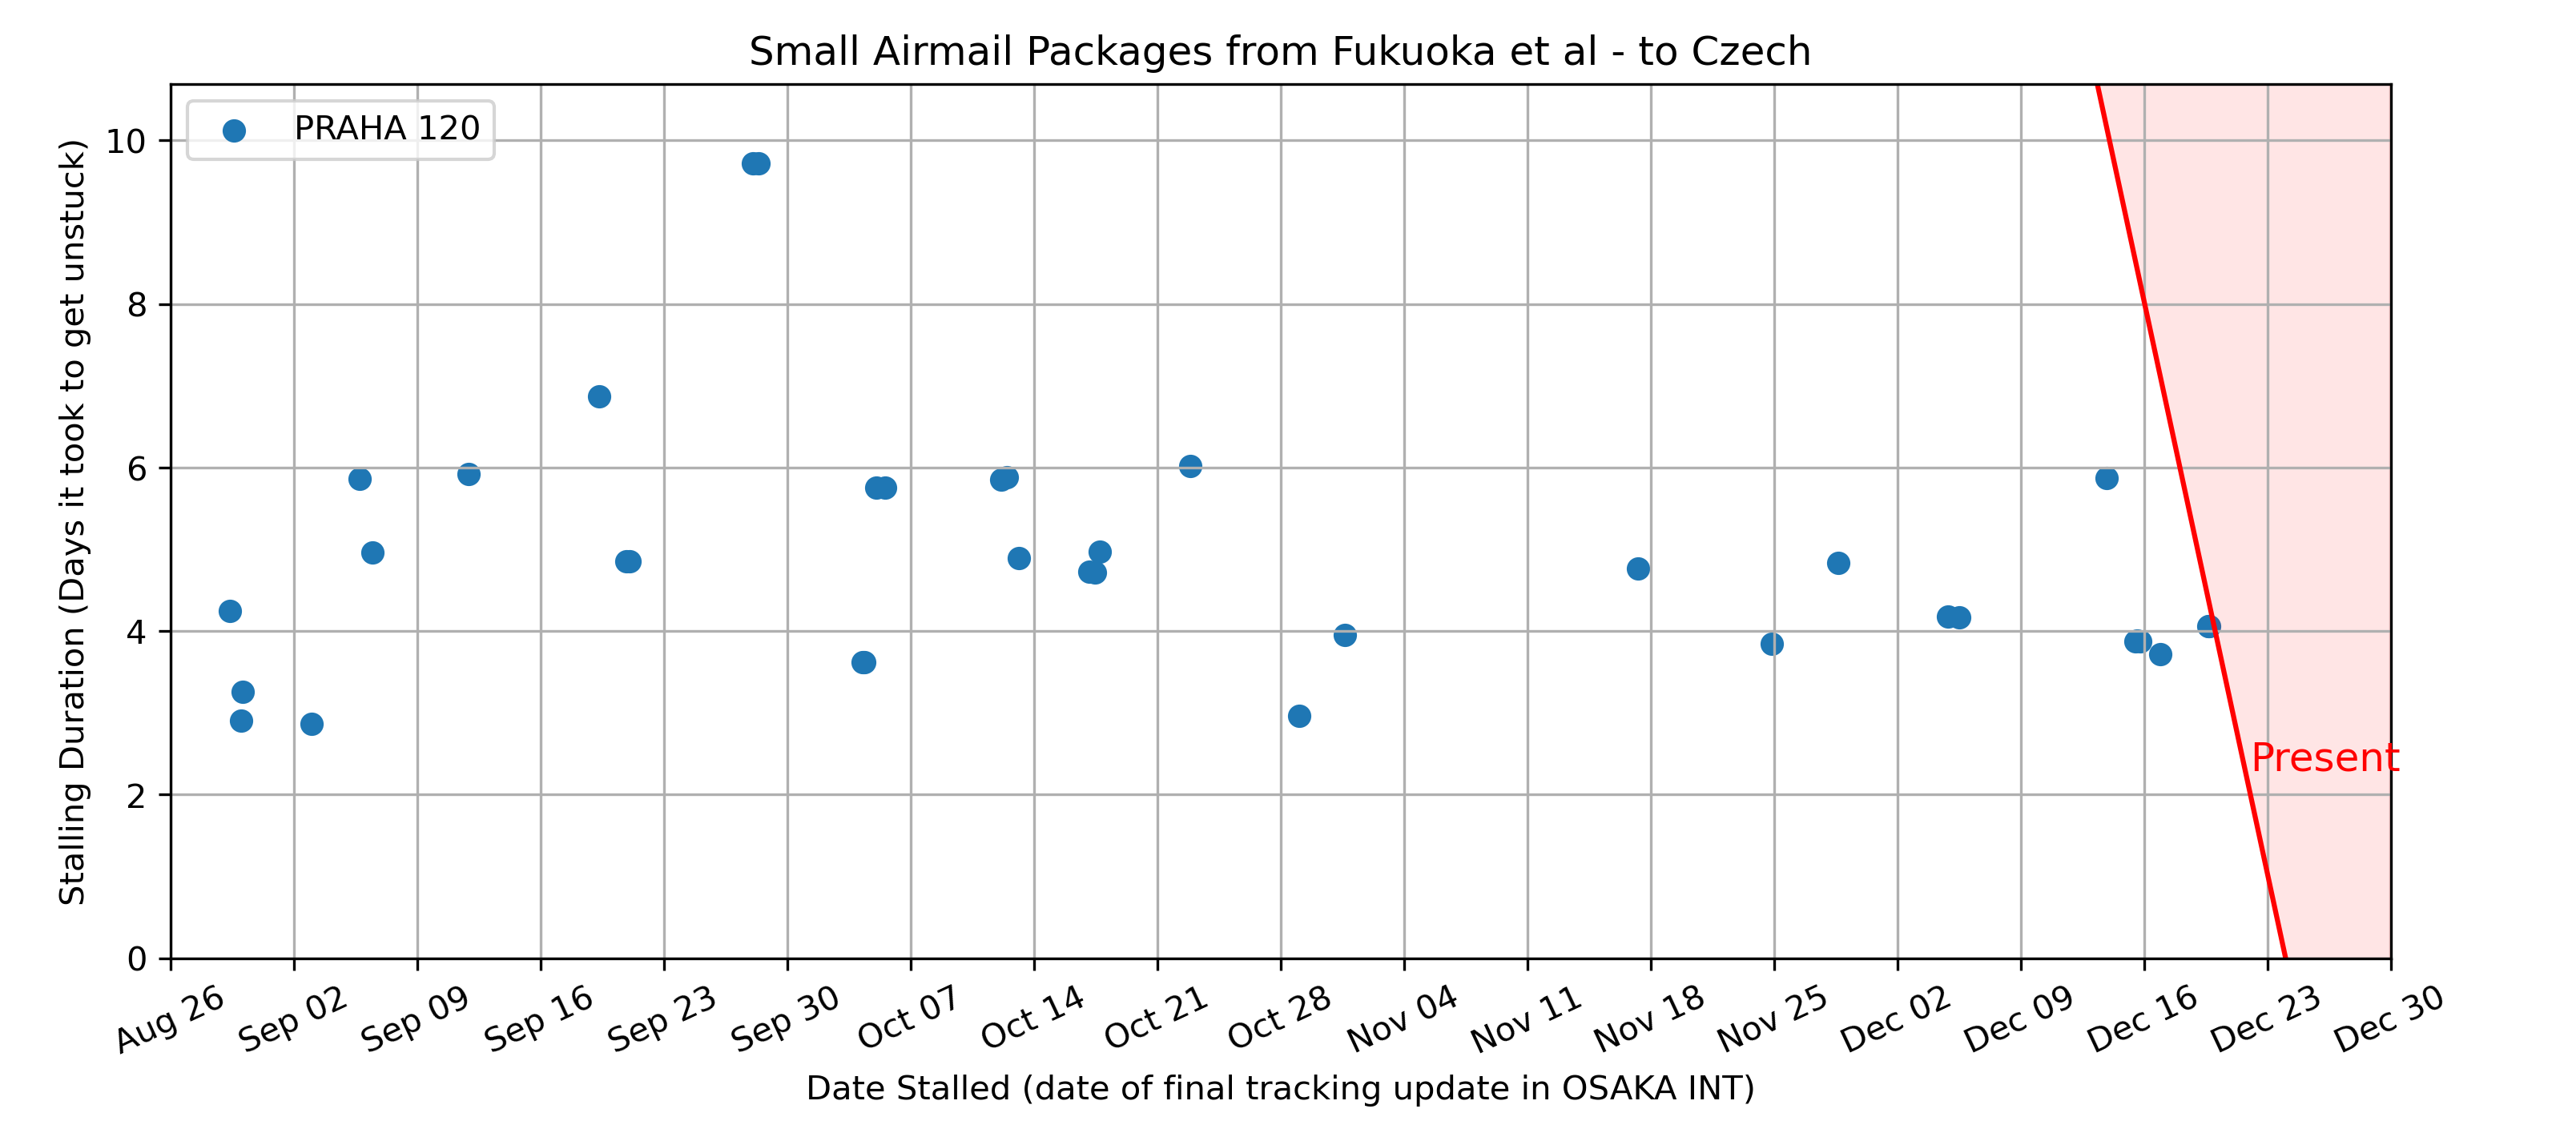 Small Airmail Packages from Fukuoka et al - to Czech
PRAHA 120
Stalling Duration (Days it took to get unstuck)
10
8
6
4
2
0
Present
Aug 26
Sep 02
Sep 09
Sep 16
Sep 23
Sep 30
Oct 07
Oct 14
Oct 21
Oct 28
Nov 04
Nov 11
Nov 18
Nov 25
Dec 02
Dec 09
Dec 16
Dec 23
Dec 30
Date Stalled (date of final tracking update in OSAKA INT)